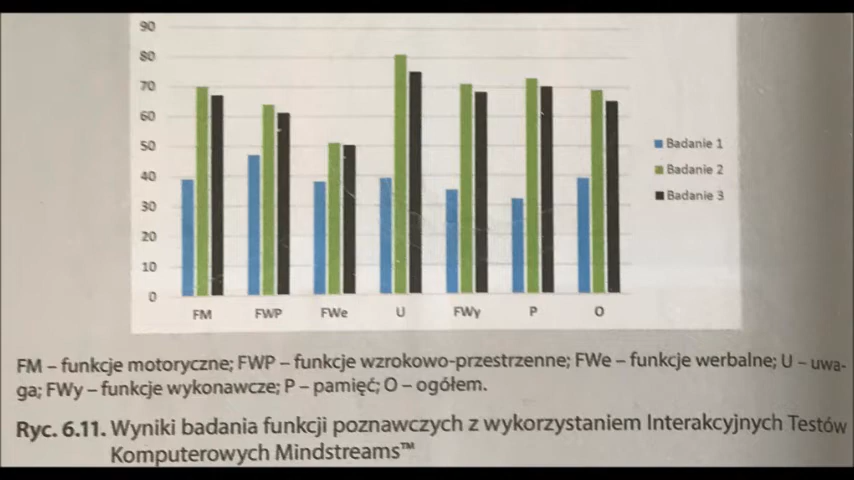 90
80
70
60
50
40
30
20
10
0
FM FWP FWe U FWy P O
Badanie 1
Badanie 2
Badanie 3
FM – funkcje motoryczne; FWP – funkcje wzrokowo-przestrzenne; FWe – funkcje werbalne; U – uwa-
ga; FWy – funkcje wykonawcze; P – pamięć; O – ogółem.
Ryc. 6.11. Wyniki badania funkcji poznawczych z wykorzystaniem Interakcyjnych Testów
Komputerowych Mindstreams™